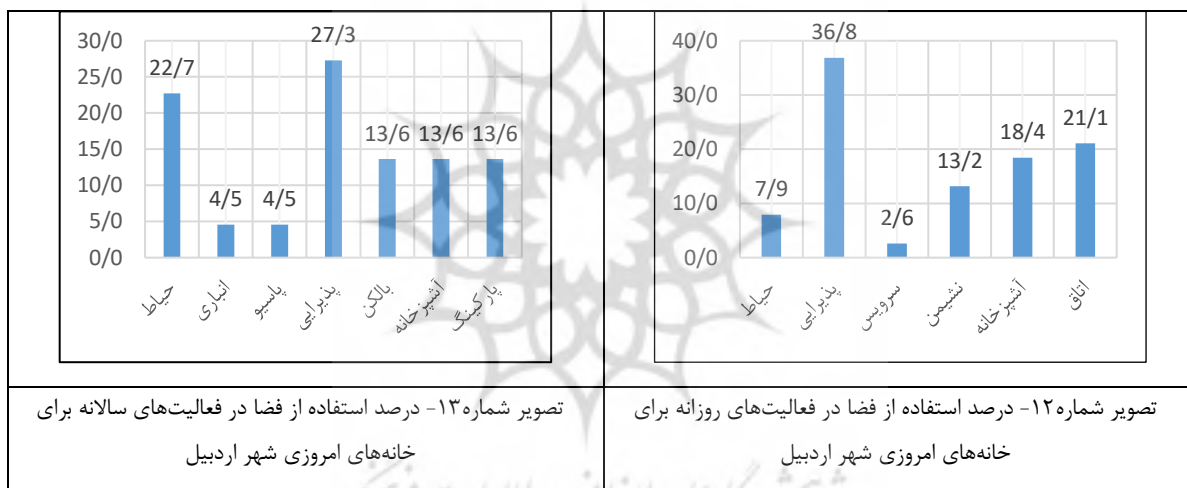 40/0
30/0
20/0
10/0
0/0
7/9
36/8
2/6
13/2
18/4
21/1
حیاط
پذیرایی
سرویس
نشیمن
آشپزخانه
اتاق
تصویر شماره۱۲- درصد استفاده از فضا در فعالیت‌های روزانه برای
خانه‌های امروزی شهر اردبیل
30/0
25/0
20/0
15/0
10/0
5/0
0/0
22/7
4/5
4/5
27/3
13/6
13/6
13/6
حیاط
انباری
پاسیو
پذیرایی
بالکن
آشپزخانه
پارکینگ
تصویر شماره۱۳- درصد استفاده از فضا در فعالیت‌های سالانه برای
خانه‌های امروزی شهر اردبیل